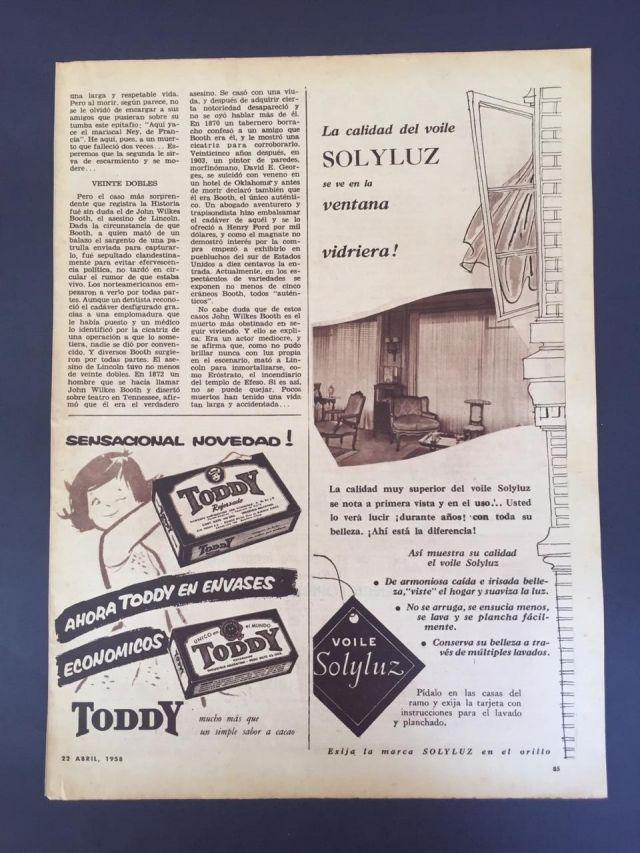 una larga y respetable vida.
Pero al morir, según parece, no
se le olvidó de encargar a sus
amigos que pusieran sobre su
tumba este epitafio: "Aquí ya-
ce el mariscal Ney, de Fran-
cia". He aquí, pues, a un muer-
to que falleció dos veces... Es-
peremos que la segunda le sir-
va de escarmiento y se mo-
dere...
VEINTE DOBLES
Pero el caso más sorpren-
dente que registra la Historia
fué sin duda el de John Wilkes
Booth, el asesino de Lincoln.
Dada la circunstancia de que
Booth, a quien mató de un
balazo el sargento de una pa-
trulla enviada para capturar-
lo, fué sepultado clandestina-
mente para evitar efervescen-
cia política, no tardó en cir-
cular el rumor de que estaba
vivo. Los norteamericanos em-
pezaron a verlo por todas par-
tes. Aunque un dentista recono-
ció el cadáver desfigurado gra-
cias a una emplomadura que
le había puesto y un médico
lo identificó por la cicatriz de
una operación a que lo some-
tiera, nadie se dió por conven-
cido. Y diversos Booth surgie-
ron por todas partes. El ase-
sino de Lincoln tuvo no menos
de veinte dobles. En 1872 un
hombre que se hacía llamar
John Wilkes Booth y disertó
sobre teatro en Tennessee, afir-
mó que él era el verdadero
asesino. Se casó con una viu-
da, y después de adquirir cier-
ta notoriedad desapareció y
no se oyó hablar más de él.
En 1870 un tabernero borra-
cho confesó a un amigo que
Booth era él, y le mostró una
cicatriz para corroborarlo.
Veinticinco años después, en
1903, un pintor de paredes,
morfinómano, David E. Geor-
ges, se suicidó con veneno en
un hotel de Oklahoma y antes
de morir declaró también que
él era Booth, el único auténti-
co. Un abogado aventurero y
trapisondista hizo embalsamar
el cadáver de aquél y se lo
ofreció a Henry Ford por mil
dólares, y como el magnate no
demostró interés por la com-
pra empezó a exhibirlo en
puebluchos del sur de Estados
Unidos a diez centavos la en-
trada. Actualmente, en los es-
pectáculos de variedades se
exponen no menos de cinco
cráneos Booth, todos "autén-
ticos".
No cabe duda que de estos
casos John Wilkes Booth es el
muerto más obstinado en se-
guir viviendo. Y ello se expli-
ca: Era un actor mediocre, y
se afirma que, como no pudo
brillar nunca con luz propia
en el escenario, mató a Lin-
coln para inmortalizarse, como
Eróstrato, el incendiario
del templo de Efeso. Si es así,
no se puede quejar. Pocos
muertos han tenido una vida
tan larga y accidentada...
La calidad del voile
SOLYLUZ
se ve en la
ventana
vidriera!
La calidad muy superior del voile Solyluz
se nota a primera vista y en el uso... Usted
lo verá lucir ¡durante años! con toda su
belleza. ¡Ahí está la diferencia!
Así muestra su calidad
el voile Solyluz
• De armoniosa caída e irisada belle-
za, "viste" el hogar y suaviza la luz.
• No se arruga, se ensucia menos,
se lava y se plancha fácil-
mente.
• Conserva su belleza a tra-
vés de múltiples lavados.
VOILE
Solyluz
Pídalo en las casas del
ramo y exija la tarjeta con
instrucciones para el lavado
y planchado.
Exija la marca SOLYLUZ en el orillo
SENSACIONAL NOVEDAD!
TODDY
Reforzado
TODDY
AHORA TODDY EN ENVASES
ECONOMICOS
UNICO en el MUNDO
TODDY
TODDY
mucho más que
un simple sabor a cacao
22 ABRIL, 1958
85